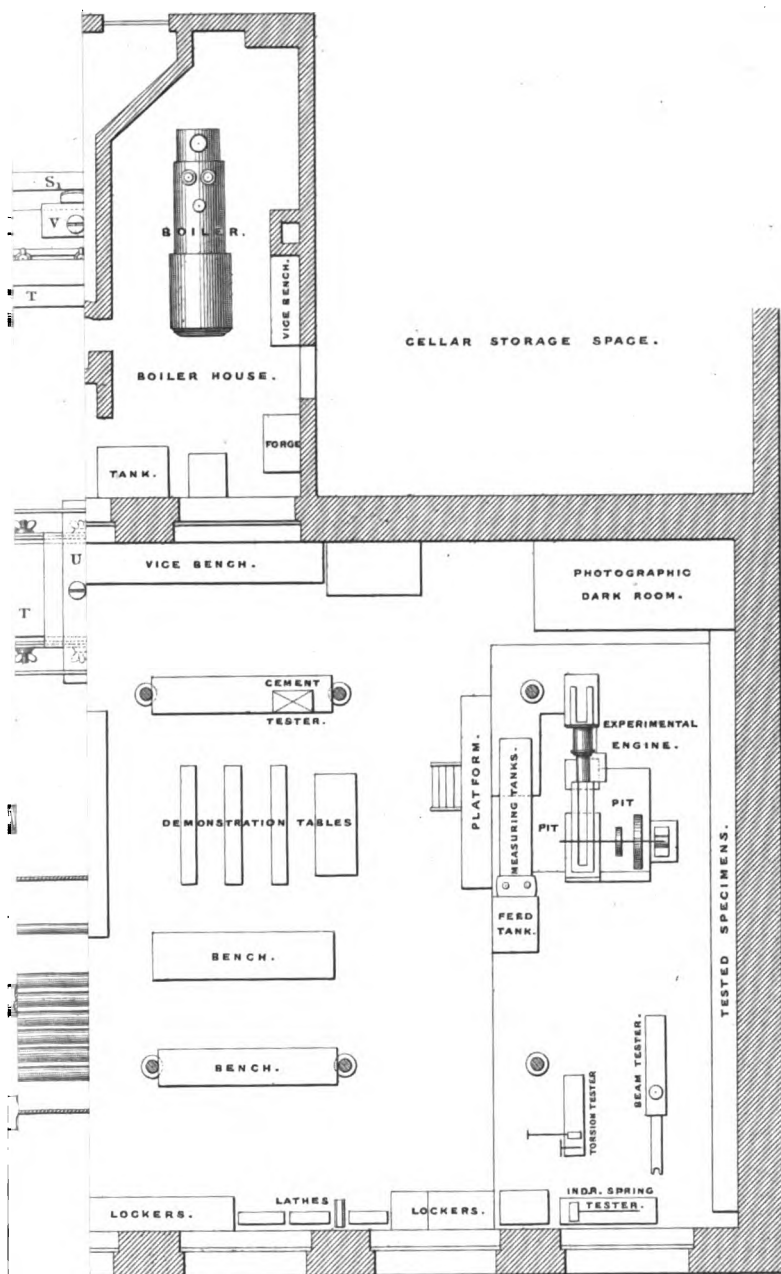 S1
V
T
BOILER.
VICE BENCH.
CELLAR STORAGE SPACE.
BOILER HOUSE.
FORGE
TANK.
U
T
VICE BENCH.
PHOTOGRAPHIC
DARK ROOM.
CEMENT
TESTER.
EXPERIMENTAL
ENGINE.
PLATFORM.
MEASURING TANKS.
PIT
PIT
DEMONSTRATION TABLES
FEED
TANK.
TESTED SPECIMENS.
BENCH.
BENCH.
BEAM TESTER.
TORSION TESTER
INDR. SPRING
TESTER.
LOCKERS.
LATHES
LOCKERS.